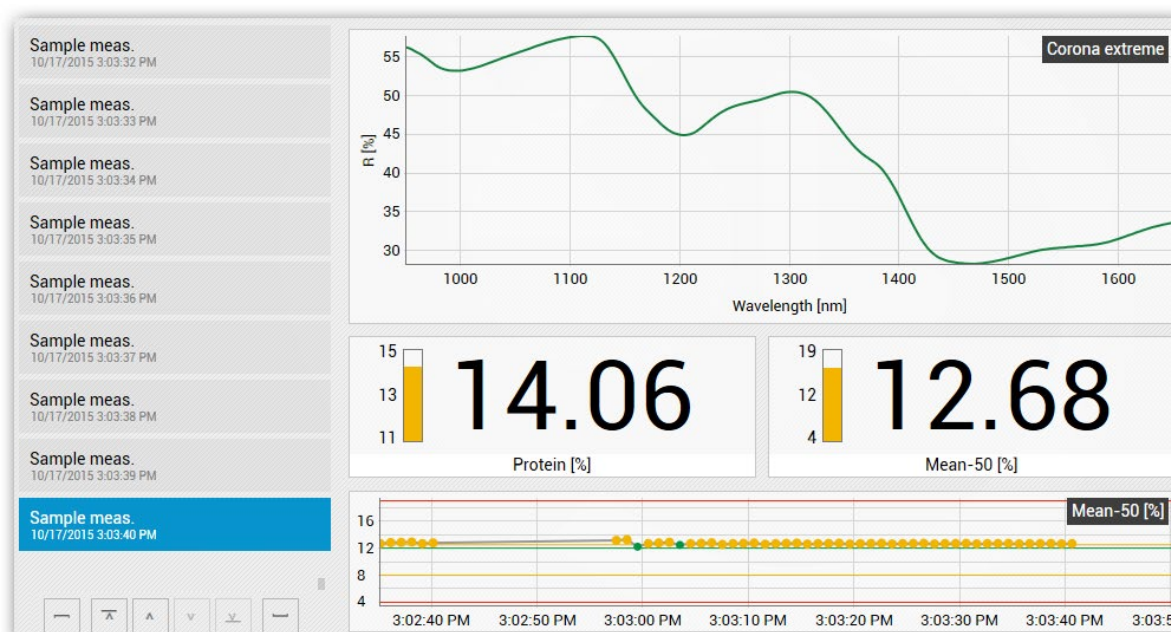 Sample meas.
10/17/2015 3:03:32 PM
Sample meas.
10/17/2015 3:03:33 PM
Sample meas.
10/17/2015 3:03:34 PM
Sample meas.
10/17/2015 3:03:35 PM
Sample meas.
10/17/2015 3:03:36 PM
Sample meas.
10/17/2015 3:03:37 PM
Sample meas.
10/17/2015 3:03:38 PM
Sample meas.
10/17/2015 3:03:39 PM
Sample meas.
10/17/2015 3:03:40 PM
Corona extreme
R [%]
55
50
45
40
35
30
1000 1100 1200 1300 1400 1500 1600
Wavelength [nm]
15
13
11
14.06
Protein [%]
19
12
4
12.68
Mean-50 [%]
Mean-50 [%]
16
12
8
4
3:02:40 PM 3:02:50 PM 3:03:00 PM 3:03:10 PM 3:03:20 PM 3:03:30 PM 3:03:40 PM